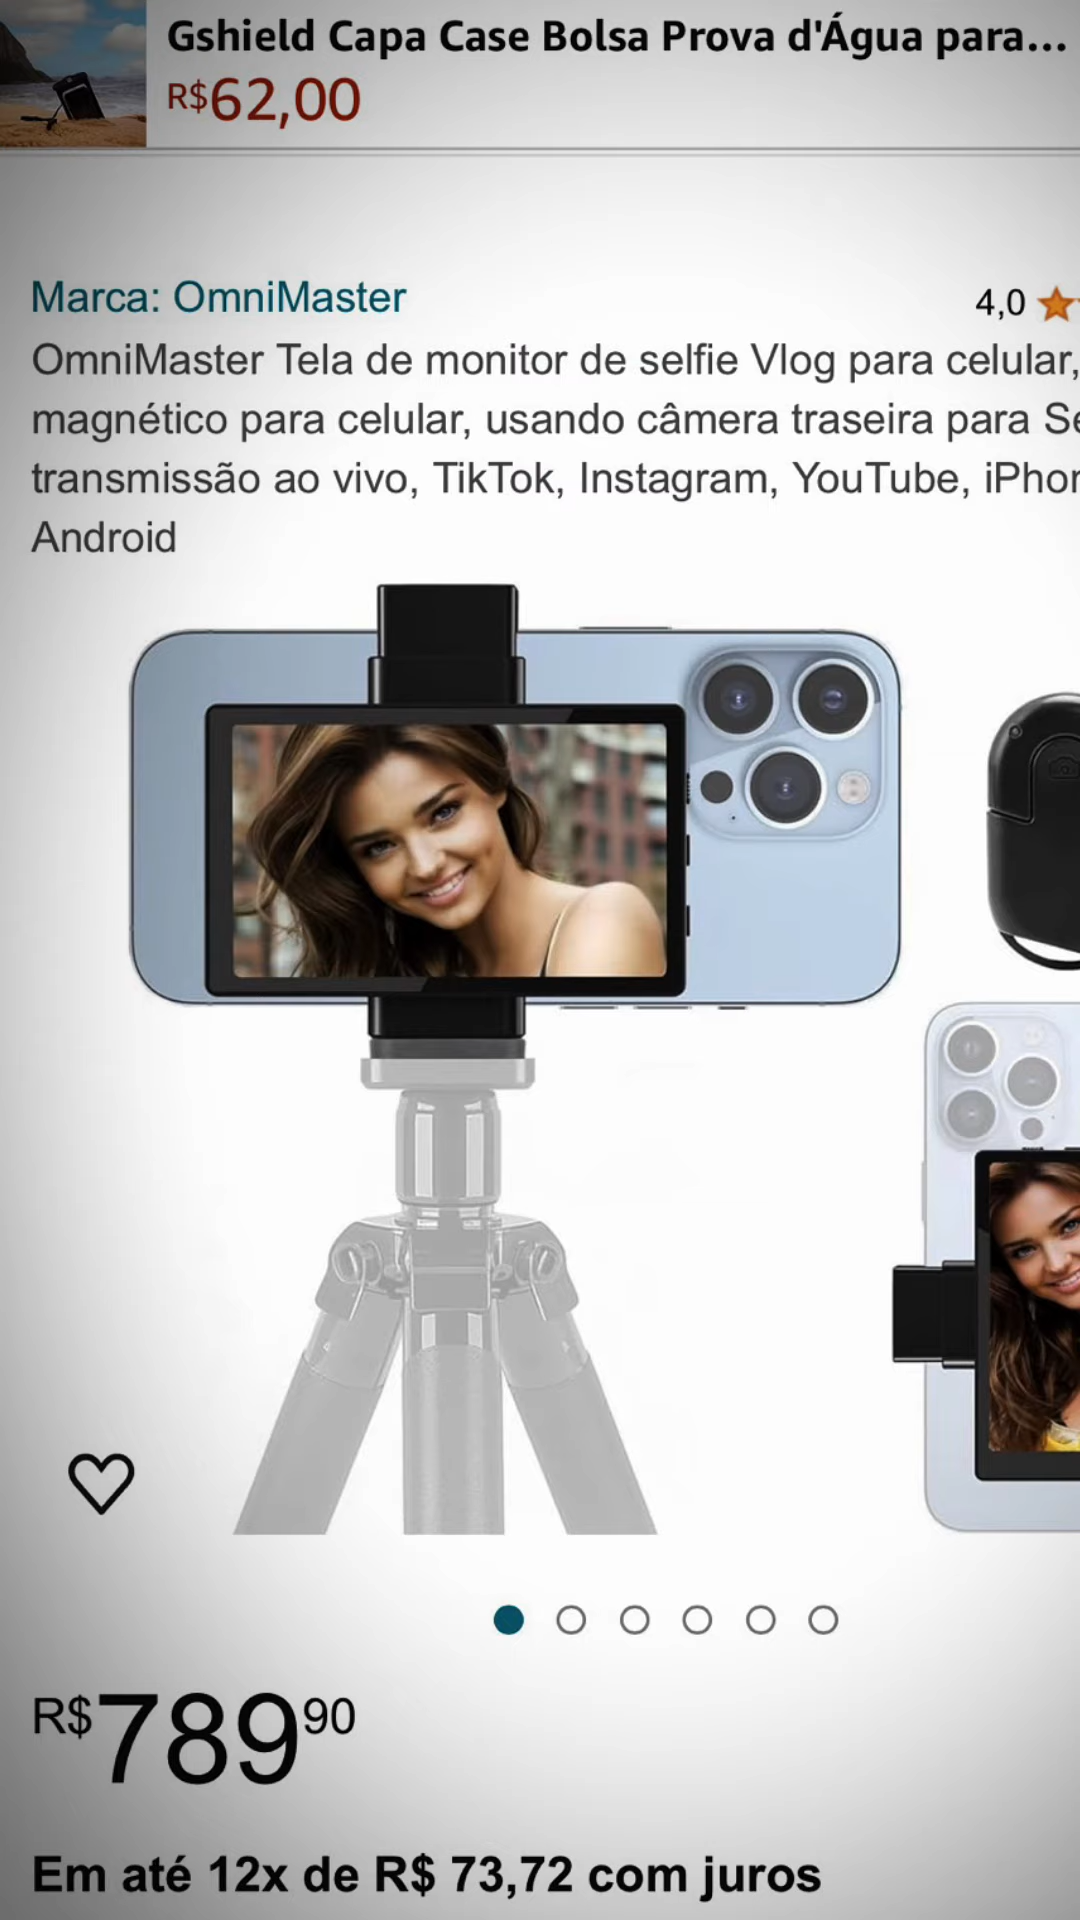 Gshield Capa Case Bolsa Prova d'Água para...
R$62,00
Marca: OmniMaster
4,0
OmniMaster Tela de monitor de selfie Vlog para celular,
magnético para celular, usando câmera traseira para
transmissão ao vivo, TikTok, Instagram, YouTube,
Android
R$78990
Em até 12x de R$ 73,72 com juros